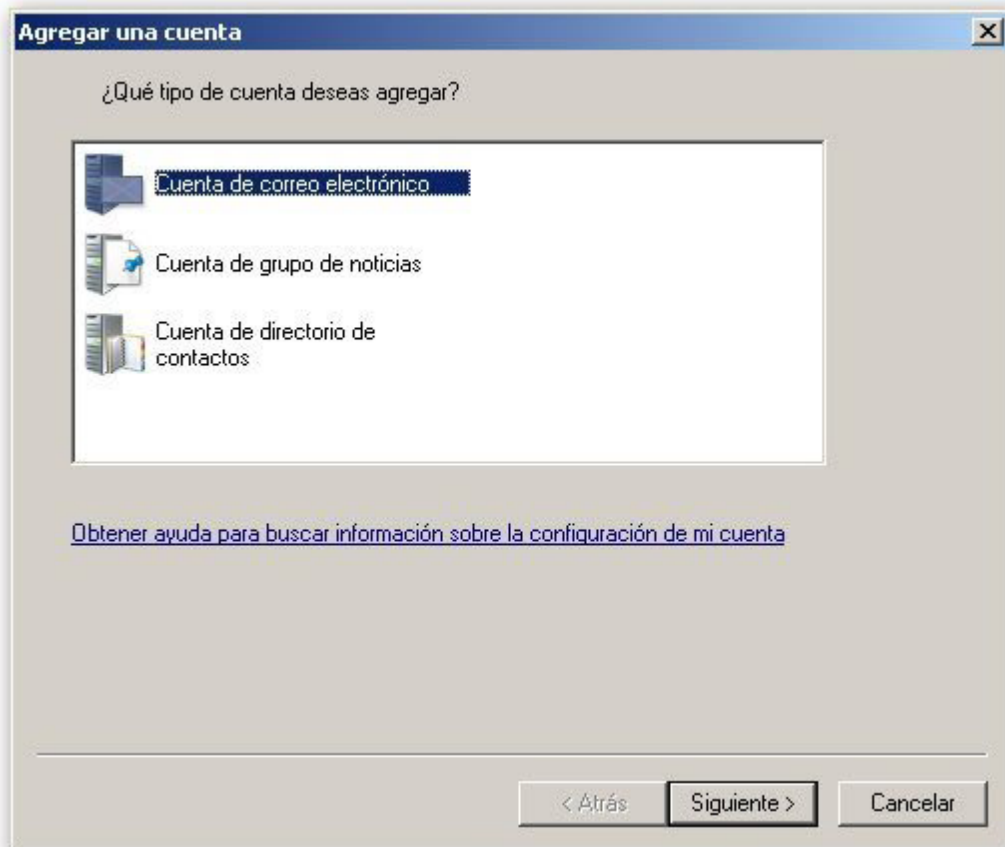 Agregar una cuenta
¿Qué tipo de cuenta deseas agregar?
Cuenta de correo electrónico
Cuenta de grupo de noticias
Cuenta de directorio de
contactos
Obtener ayuda para buscar información sobre la configuración de mi cuenta
< Atrás Siguiente > Cancelar